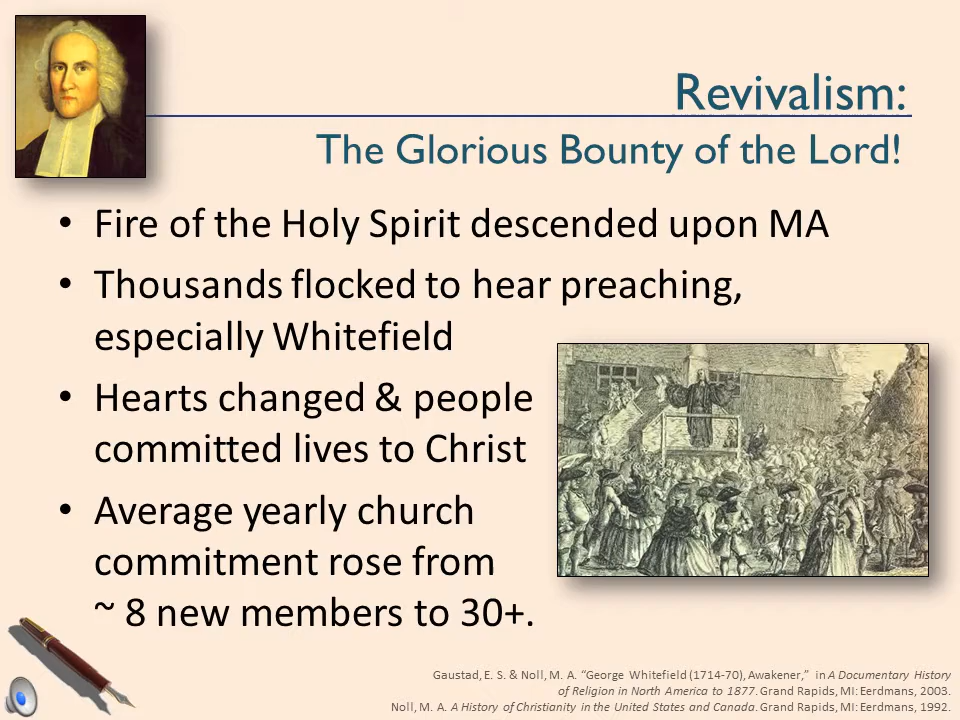 Revivalism:
The Glorious Bounty of the Lord!
• Fire of the Holy Spirit descended upon MA
• Thousands flocked to hear preaching,
especially Whitefield
• Hearts changed & people
committed lives to Christ
• Average yearly church
commitment rose from
~ 8 new members to 30+.
Gaustad, E. S. & Noll, M. A. “George Whitefield (1714-70), Awakener,” in A Documentary History
of Religion in North America to 1877. Grand Rapids, MI: Eerdmans, 2003.
Noll, M. A. A History of Christianity in the United States and Canada. Grand Rapids, MI: Eerdmans, 1992.